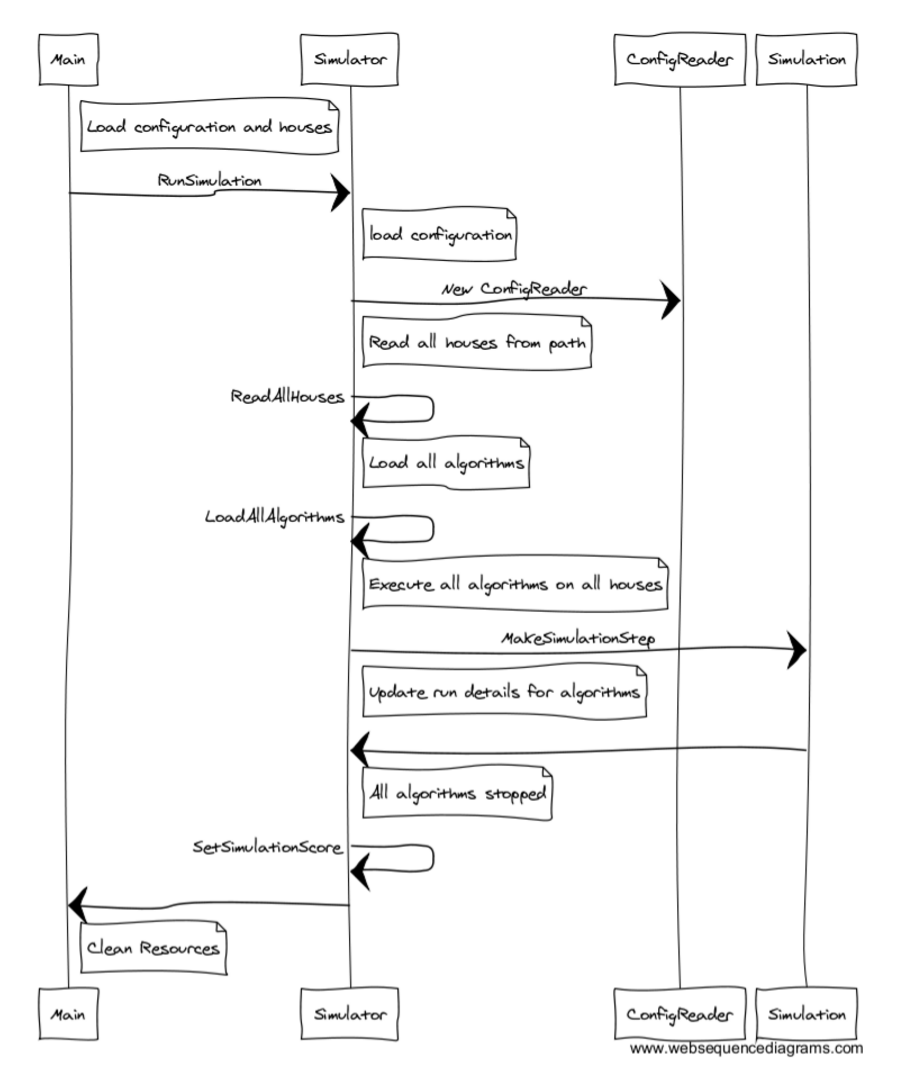 Main
Simulator
ConfigReader
Simulation
Load configuration and houses
RunSimulation
load configuration
New ConfigReader
Read all houses from path
ReadAllHouses
Load all algorithms
LoadAllAlgorithms
Execute all algorithms on all houses
MakeSimulationStep
Update run details for algorithms
All algorithms stopped
SetSimulationScore
Clean Resources
Main
Simulator
ConfigReader
Simulation
www.websequencediagrams.com